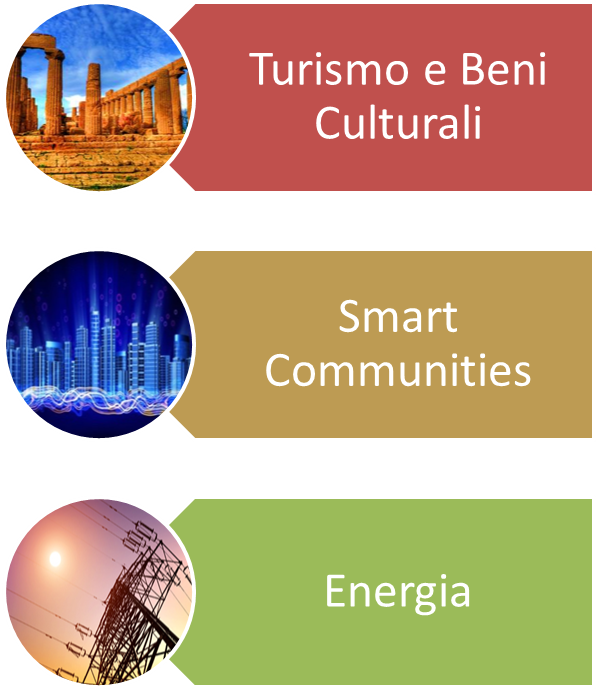 Turismo e Beni
Culturali
Smart
Communities
Energia